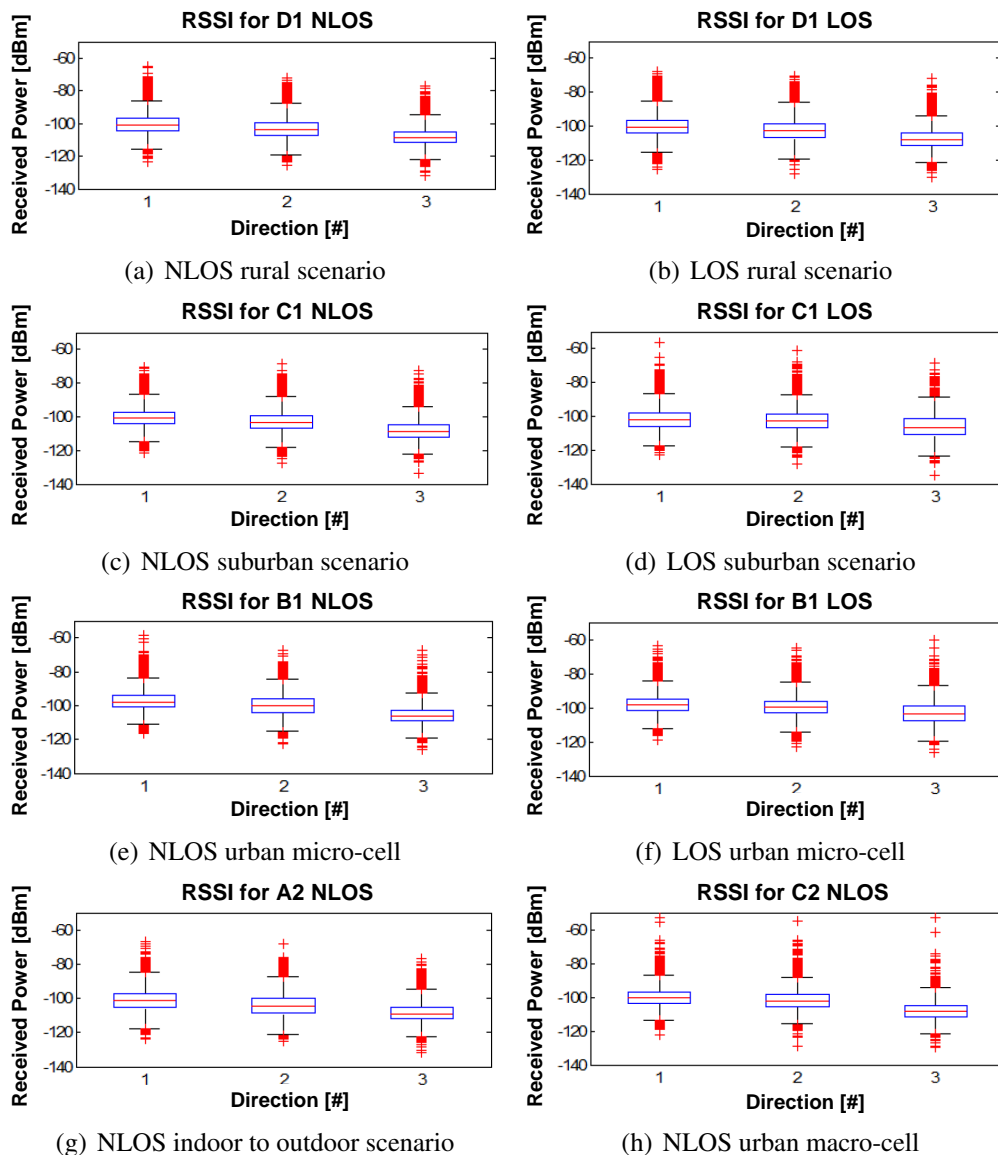 RSSI for D1 NLOS
Received Power [dBm]
-60
-80
-100
-120
-140
1 2 3
Direction [#]
(a) NLOS rural scenario
RSSI for D1 LOS
Received Power [dBm]
-60
-80
-100
-120
-140
1 2 3
Direction [#]
(b) LOS rural scenario
RSSI for C1 NLOS
Received Power [dBm]
-60
-80
-100
-120
-140
1 2 3
Direction [#]
(c) NLOS suburban scenario
RSSI for C1 LOS
Received Power [dBm]
-60
-80
-100
-120
-140
1 2 3
Direction [#]
(d) LOS suburban scenario
RSSI for B1 NLOS
Received Power [dBm]
-60
-80
-100
-120
-140
1 2 3
Direction [#]
(e) NLOS urban micro-cell
RSSI for B1 LOS
Received Power [dBm]
-60
-80
-100
-120
-140
1 2 3
Direction [#]
(f) LOS urban micro-cell
RSSI for A2 NLOS
Received Power [dBm]
-60
-80
-100
-120
-140
1 2 3
Direction [#]
(g) NLOS indoor to outdoor scenario
RSSI for C2 NLOS
Received Power [dBm]
-60
-80
-100
-120
-140
1 2 3
Direction [#]
(h) NLOS urban macro-cell